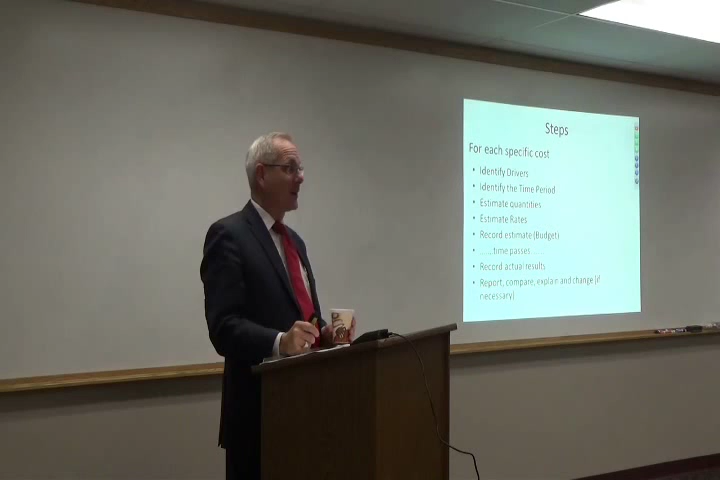 Steps
For each specific cost
• Identify Drivers
• Identify the Time Period
• Estimate quantities
• Estimate Rates
• Record estimate (Budget)
• ......time passes......
• Record actual results
• Report, compare, explain and change (if
necessary)